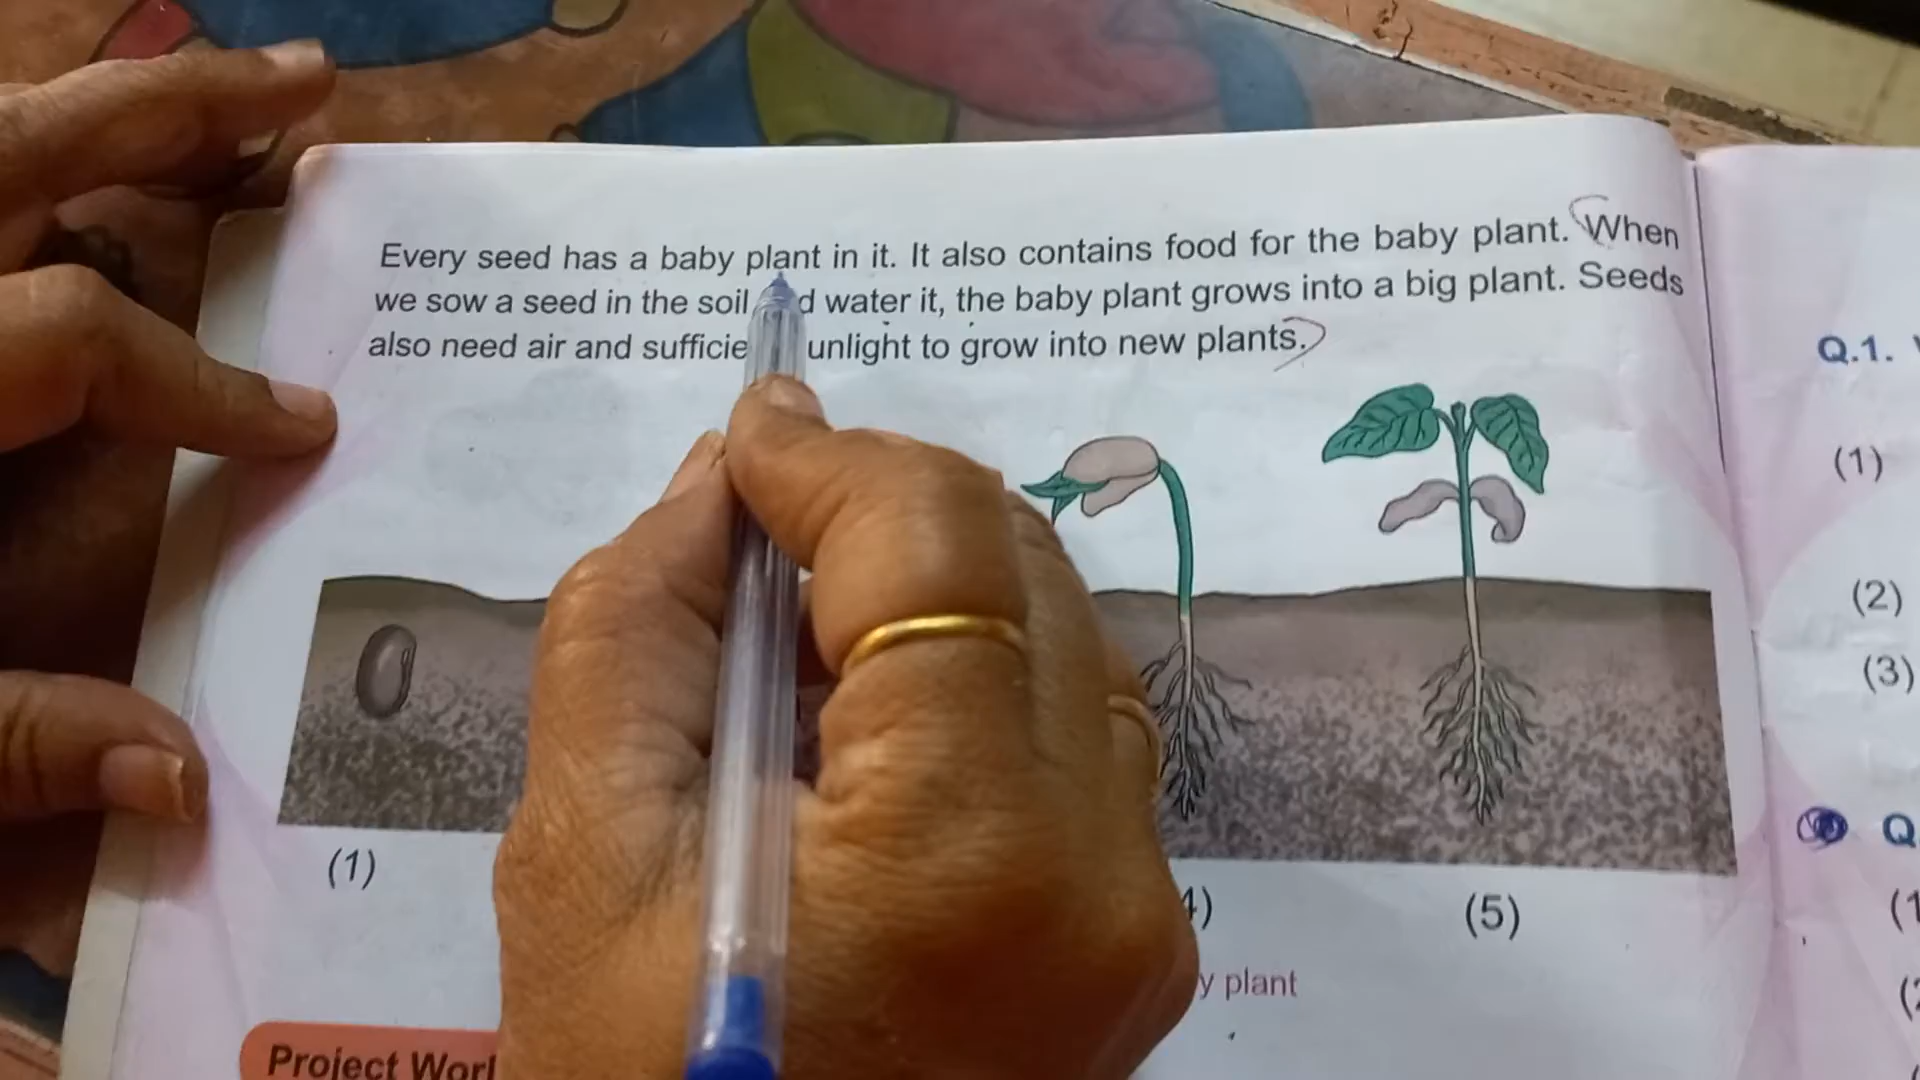 Every seed has a baby plant in it. It also contains food for the baby plant. When
we sow a seed in the soil water it, the baby plant grows into a big plant. Seeds
also need air and to grow into new plants.
(1)
(5)
plant
Project
Q.1.
(1)
(2)
(3)
Q